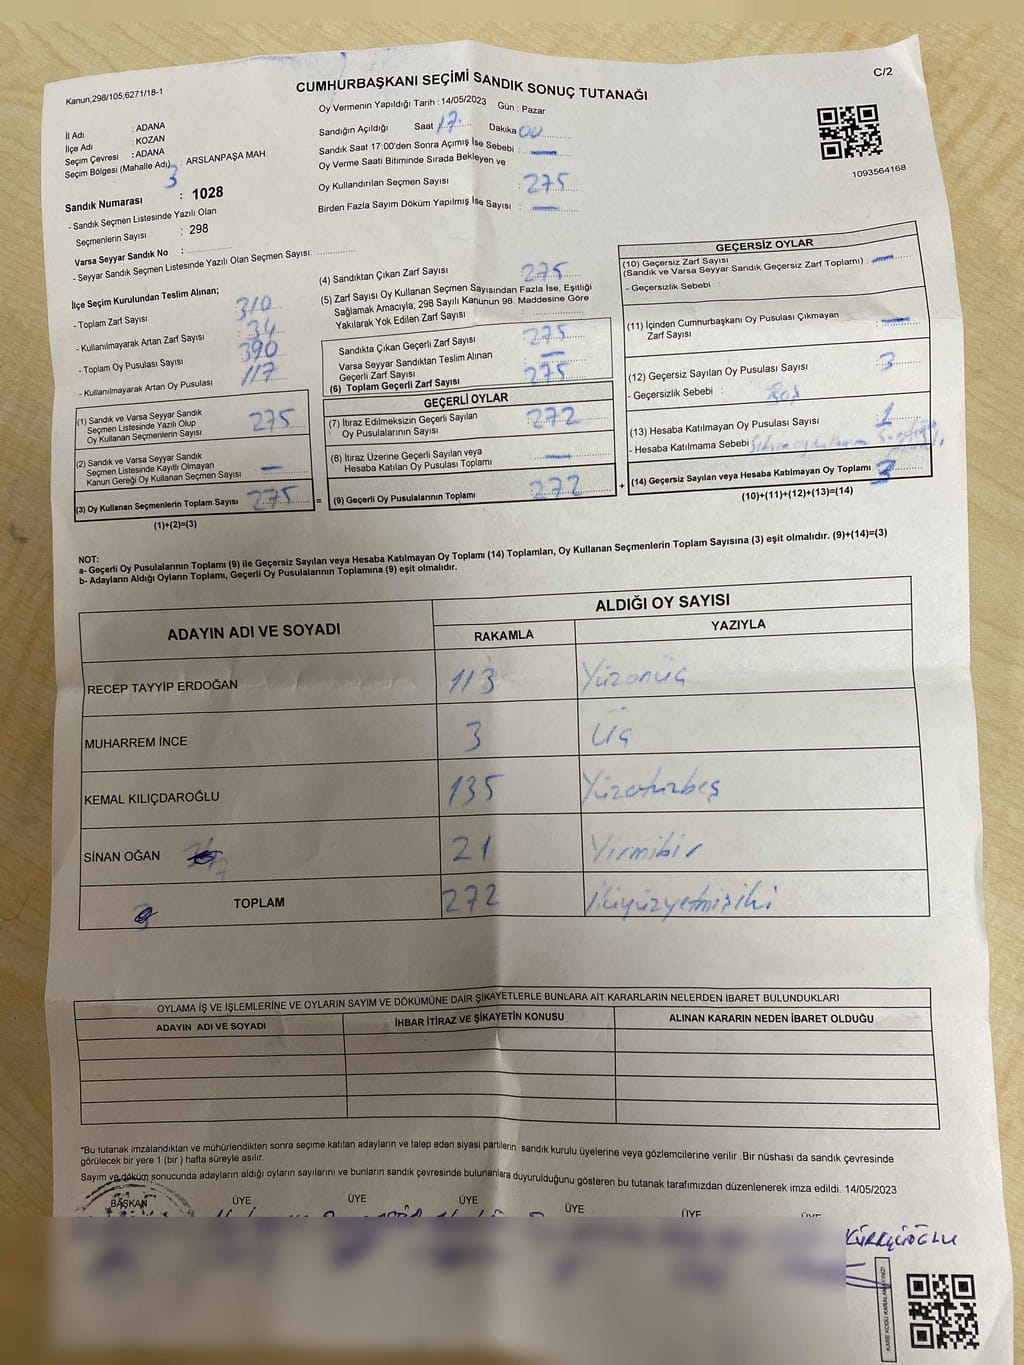 Kanun;298/105;6271/18-1
CUMHURBAŞKANI SEÇİMİ SANDIK SONUÇ TUTANAĞI
C/2
İl Adı : ADANA
İlçe Adı : KOZAN
Seçim Çevresi : ADANA
Seçim Bölgesi (Mahalle Adı) ARSLANPAŞA MAH.
3
Sandık Numarası : 1028
- Sandık Seçmen Listesinde Yazılı Olan
Seçmenlerin Sayısı : 298
Varsa Seyyar Sandık No :
- Seyyar Sandık Seçmen Listesinde Yazılı Olan Seçmen Sayısı:
Oy Vermenin Yapıldığı Tarih : 14/05/2023 Gün : Pazar
Sandığın Açıldığı Saat 17 Dakika 00
Sandık Saat 17:00'den Sonra Açımış İse Sebebi : —
Oy Verme Saati Bitiminde Sırada Bekleyen ve
Oy Kullandırılan Seçmen Sayısı : 275
Birden Fazla Sayım Döküm Yapılmış İse Sayısı : —
1093564168
İlçe Seçim Kurulundan Teslim Alınan;
- Toplam Zarf Sayısı 310
- Kullanılmayarak Artan Zarf Sayısı : 34
- Toplam Oy Pusulası Sayısı 390
- Kullanılmayarak Artan Oy Pusulası 117
(1) Sandık ve Varsa Seyyar Sandık
Seçmen Listesinde Yazılı Olup
Oy Kullanan Seçmenlerin Sayısı 275
(2) Sandık ve Varsa Seyyar Sandık
Seçmen Listesinde Kayıtlı Olmayan
Kanun Gereği Oy Kullanan Seçmen Sayısı : —
(3) Oy Kullanan Seçmenlerin Toplam Sayısı 275 =
(1)+(2)=(3)
(4) Sandıktan Çıkan Zarf Sayısı 275
(5) Zarf Sayısı Oy Kullanan Seçmen Sayısından Fazla İse, Eşitliği
Sağlamak Amacıyla; 298 Sayılı Kanunun 98. Maddesine Göre
Yakılarak Yok Edilen Zarf Sayısı :
Sandıkta Çıkan Geçerli Zarf Sayısı 275
Varsa Seyyar Sandıktan Teslim Alınan
Geçerli Zarf Sayısı —
(6) Toplam Geçerli Zarf Sayısı 275
GEÇERLİ OYLAR
(7) İtiraz Edilmeksizin Geçerli Sayılan
Oy Pusulalarının Sayısı : 272
(8) İtiraz Üzerine Geçerli Sayılan veya
Hesaba Katılan Oy Pusulası Toplamı : —
(9) Geçerli Oy Pusulalarının Toplamı 272 +
GEÇERSİZ OYLAR
(10) Geçersiz Zarf Sayısı
(Sandık ve Varsa Seyyar Sandık Geçersiz Zarf Toplamı) : —
- Geçersizlik Sebebi :
(11) İçinden Cumhurbaşkanı Oy Pusulası Çıkmayan
Zarf Sayısı : —
(12) Geçersiz Sayılan Oy Pusulası Sayısı : 3
- Geçersizlik Sebebi : Boş
(13) Hesaba Katılmayan Oy Pusulası Sayısı : 1
- Hesaba Katılmama Sebebi
(14) Geçersiz Sayılan veya Hesaba Katılmayan Oy Toplamı 3
(10)+(11)+(12)+(13)=(14)
NOT:
a- Geçerli Oy Pusulalarının Toplamı (9) ile Geçersiz Sayılan veya Hesaba Katılmayan Oy Toplamı (14) Toplamları, Oy Kullanan Seçmenlerin Toplam Sayısına (3) eşit olmalıdır. (9)+(14)=(3)
b- Adayların Aldığı Oyların Toplamı, Geçerli Oy Pusulalarının Toplamına (9) eşit olmalıdır.
ADAYIN ADI VE SOYADI
ALDIĞI OY SAYISI
RAKAMLA YAZIYLA
RECEP TAYYİP ERDOĞAN 113 Yüzonüç
MUHARREM İNCE 3 Üç
KEMAL KILIÇDAROĞLU 135 Yüzotuzbeş
SİNAN OĞAN 21 Yirmibir
TOPLAM 272 İkiyüzyetmişiki
OYLAMA İŞ VE İŞLEMLERİNE VE OYLARIN SAYIM VE DÖKÜMÜNE DAİR ŞİKAYETLERLE BUNLARA AİT KARARLARIN NELERDEN İBARET BULUNDUKLARI
ADAYIN ADI VE SOYADI İHBAR İTİRAZ VE ŞİKAYETİN KONUSU ALINAN KARARIN NEDEN İBARET OLDUĞU
*Bu tutanak imzalandıktan ve mühürlendikten sonra seçime katılan adayların ve talep eden siyasi partilerin sandık kurulu üyelerine veya gözlemcilerine verilir .Bir nüshası da sandık çevresinde
görülecek bir yere 1 (bir ) hafta süreyle asılır.
Sayım ve döküm sonucunda adayların aldığı oyların sayılarını ve bunların sandık çevresinde bulunanlara duyurulduğunu gösteren bu tutanak tarafımızdan düzenlenerek imza edildi. 14/05/2023
BAŞKAN ÜYE ÜYE ÜYE ÜYE ÜYE ÜYE
KÜRKÇÜOĞLU
KARE KODU KARALAMAYINIZ!